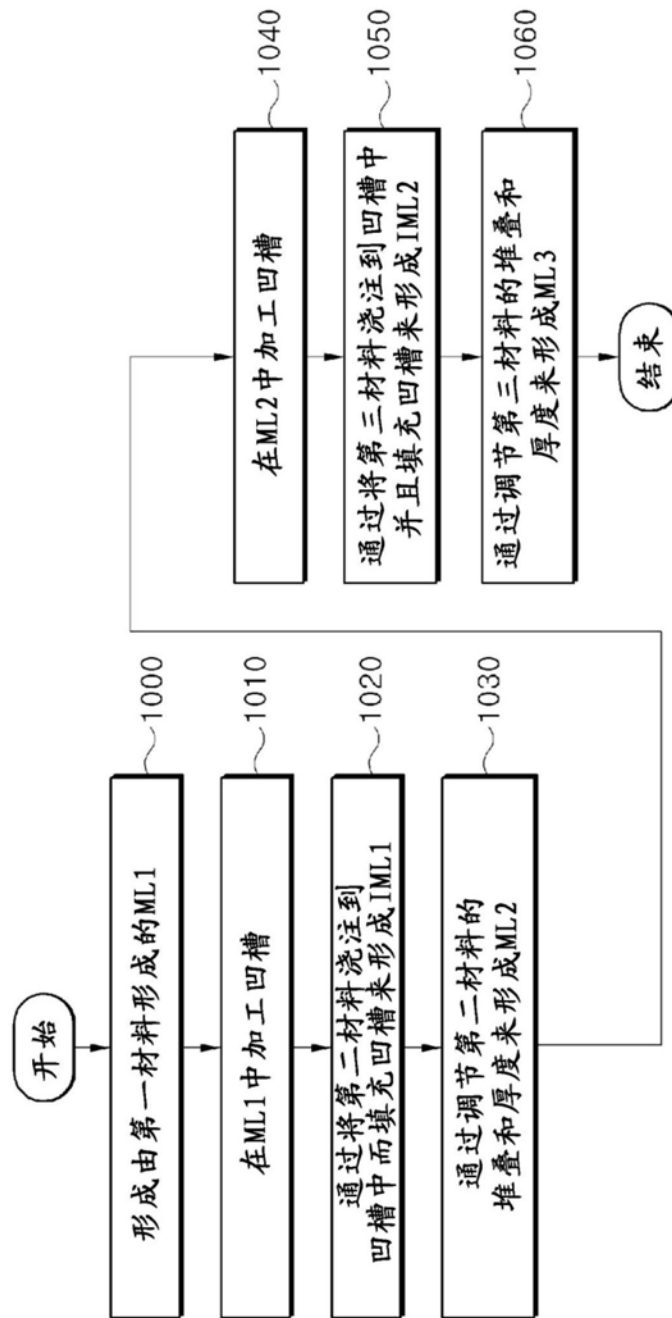 开始
形成由第一材料形成的ML1
1000
在ML1中加工凹槽
1010
通过将第二材料浇注到
凹槽中而填充凹槽来形成IML1
1020
通过调节第二材料的
堆叠和厚度来形成ML2
1030
在ML2中加工凹槽
1040
通过将第三材料浇注到凹槽中
并且填充凹槽来形成IML2
1050
通过调节第三材料的堆叠和
厚度来形成ML3
1060
结束